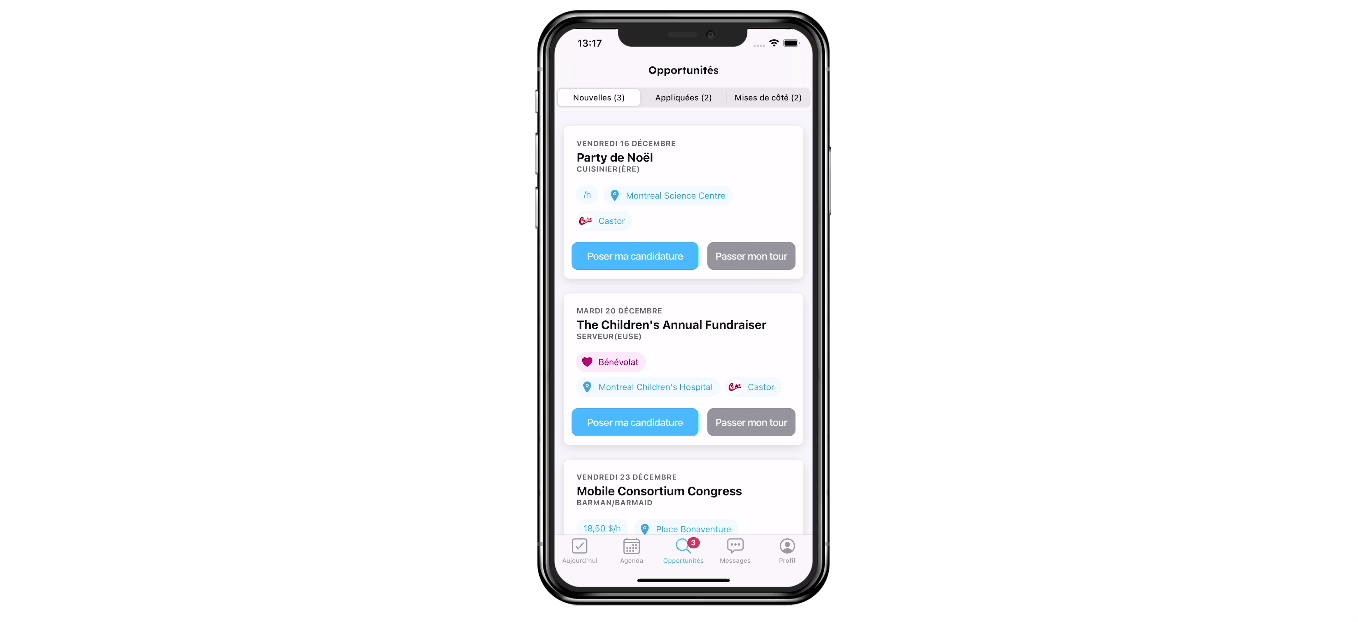 13:17
Opportunités
Nouvelles (3) Appliquées (2) Mises de côté (2)
VENDREDI 16 DÉCEMBRE
Party de Noël
CUISINIER(ÈRE)
/h Montreal Science Centre
Castor
Poser ma candidature Passer mon tour
MARDI 20 DÉCEMBRE
The Children's Annual Fundraiser
SERVEUR(EUSE)
Bénévolat
Montreal Children's Hospital Castor
Poser ma candidature Passer mon tour
VENDREDI 23 DÉCEMBRE
Mobile Consortium Congress
BARMAN/BARMAID
18,50 $/h Place Bonaventure
3
Aujourd'hui Agenda Opportunités Messages Profil